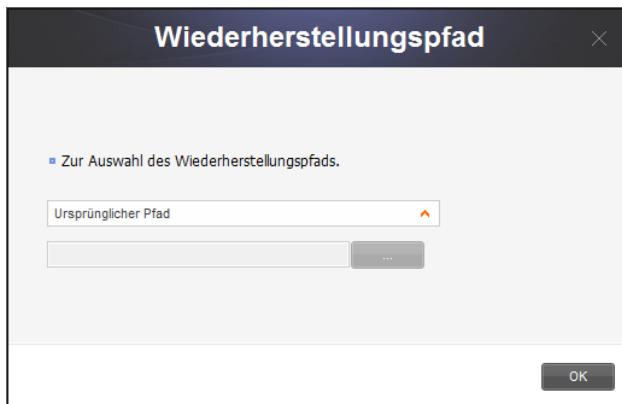 Wiederherstellungspfad
Zur Auswahl des Wiederherstellungspfads.
Ursprünglicher Pfad
...
OK